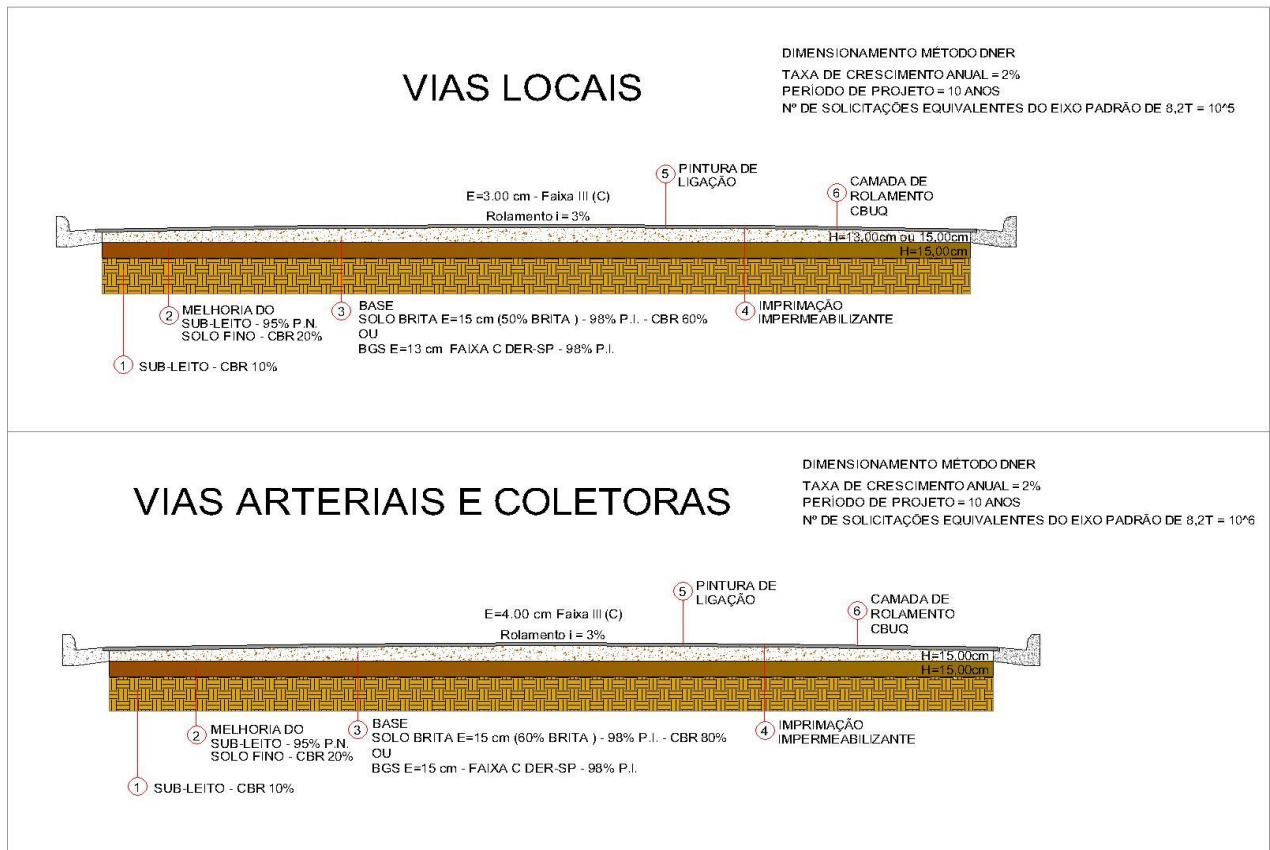 VIAS LOCAIS
DIMENSIONAMENTO MÉTODO DNER
TAXA DE CRESCIMENTO ANUAL = 2%
PERÍODO DE PROJETO = 10 ANOS
Nº DE SOLICITAÇÕES EQUIVALENTES DO EIXO PADRÃO DE 8,2T = 10^5
E=3.00 cm - Faixa III (C)
Rolamento i = 3%
5 PINTURA DE
LIGAÇÃO
6 CAMADA DE
ROLAMENTO
CBUQ
H=13,00cm ou 15,00cm
H=15,00cm
2 MELHORIA DO
SUB-LEITO - 95% P.N.
SOLO FINO - CBR 20%
3 BASE
SOLO BRITA E=15 cm (50% BRITA ) - 98% P.I. - CBR 60%
OU
BGS E=13 cm FAIXA C DER-SP - 98% P.I.
4 IMPRIMAÇÃO
IMPERMEABILIZANTE
1 SUB-LEITO - CBR 10%
VIAS ARTERIAIS E COLETORAS
DIMENSIONAMENTO MÉTODO DNER
TAXA DE CRESCIMENTO ANUAL = 2%
PERÍODO DE PROJETO = 10 ANOS
Nº DE SOLICITAÇÕES EQUIVALENTES DO EIXO PADRÃO DE 8,2T = 10^6
E=4.00 cm Faixa III (C)
Rolamento i = 3%
5 PINTURA DE
LIGAÇÃO
6 CAMADA DE
ROLAMENTO
CBUQ
H=15,00cm
H=15,00cm
2 MELHORIA DO
SUB-LEITO - 95% P.N.
SOLO FINO - CBR 20%
3 BASE
SOLO BRITA E=15 cm (60% BRITA ) - 98% P.I. - CBR 80%
OU
BGS E=15 cm - FAIXA C DER-SP - 98% P.I.
4 IMPRIMAÇÃO
IMPERMEABILIZANTE
1 SUB-LEITO - CBR 10%